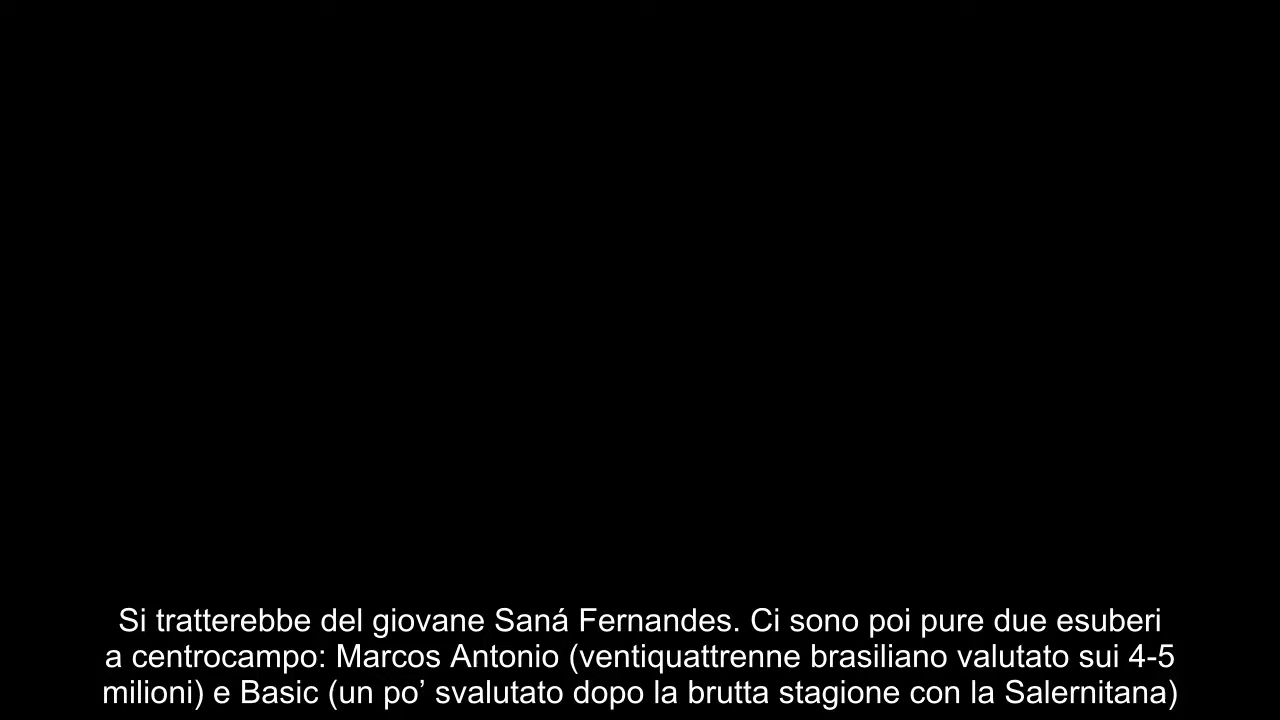 Si tratterebbe del giovane Saná Fernandes. Ci sono poi pure due esuberi
a centrocampo: Marcos Antonio (ventiquattrenne brasiliano valutato sui 4-5
milioni) e Basic (un po’ svalutato dopo la brutta stagione con la Salernitana)